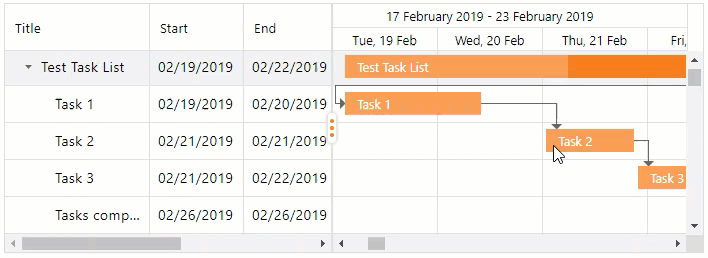 17 February 2019 - 23 February 2019
Title Start End Tue, 19 Feb Wed, 20 Feb Thu, 21 Feb Fri,
Test Task List 02/19/2019 02/22/2019 Test Task List
Task 1 02/19/2019 02/20/2019 Task 1
Task 2 02/21/2019 02/21/2019 Task 2
Task 3 02/21/2019 02/22/2019 Task 3
Tasks comp... 02/26/2019 02/26/2019